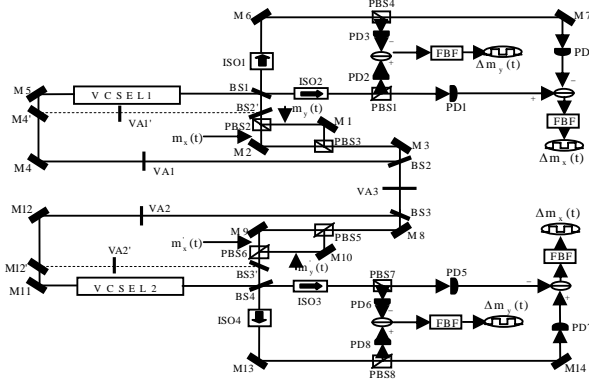 M6
PBS4
M7
PD3
−
ISO1
FBF
PD
Δm_y(t)
PD2
−
+
M5
VCSEL1
BS1
ISO2
M4'
BS2'
m_y(t)
PBS1
PD1
+
VA1'
PBS2
M1
FBF
m_x(t)
M2
PBS3
M3
Δm_x(t)
M4
VA1
BS2
VA3
M12
VA2
BS3
M9
PBS5
M8
Δm_x(t)
m'_x(t)
PBS6
M10
FBF
M12'
VA2'
BS3'
m'_y(t)
PBS7
PD5
M11
VCSEL2
BS4
ISO3
−
+
PD6
Δm_y(t)
ISO4
−
+
FBF
PD7
PD8
M13
PBS8
M14